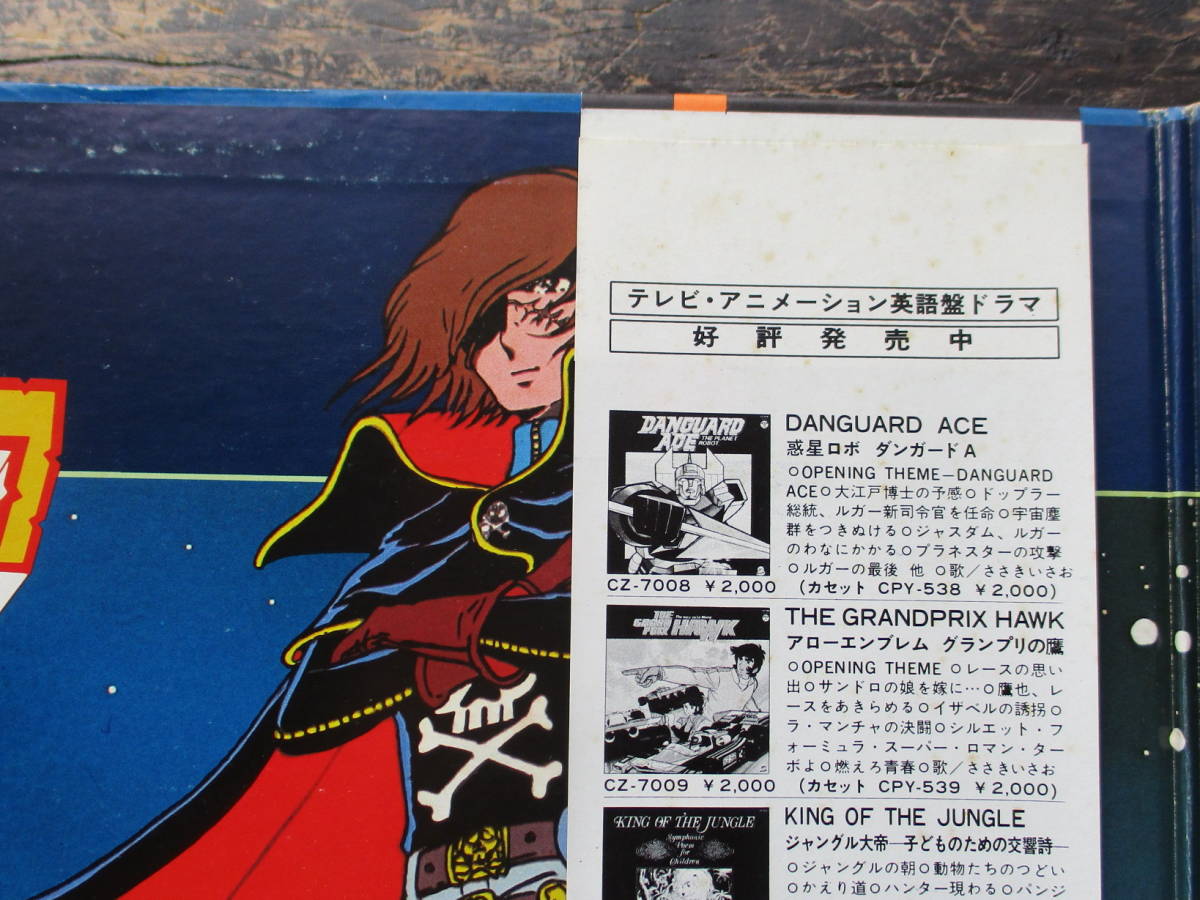 テレビ・アニメーション英語盤ドラマ
好評発売中
DANGUARD ACE THE PLANET ROBOT
DANGUARD ACE
惑星ロボ ダンガードA
○OPENING THEME—DANGUARD
ACE○大江戸博士の予感○ドップラー
総統、ルガー新司令官を任命○宇宙塵
群をつきぬける○ジャスダム、ルガー
のわなにかかる○プラネスターの攻撃
○ルガーの最後 他 ○歌／ささきいさお
CZ-7008 ￥2,000 (カセット CPY-538 ￥2,000)
THE GRAND PRIX HAWK
THE GRANDPRIX HAWK
アローエンブレム グランプリの鷹
○OPENING THEME ○レースの思い
出○サンドロの娘を嫁に…○鷹也、レ
ースをあきらめる○イザベルの誘拐○
ラ・マンチャの決闘○シルエット・フ
ォーミュラ・スーパー・ロマン・ター
ボよ○燃えろ青春○歌／ささきいさお
CZ-7009 ￥2,000 (カセット CPY-539 ￥2,000)
KING OF THE JUNGLE
Symphonic
Poem
for
Children
KING OF THE JUNGLE
ジャングル大帝—子どものための交響詩—
○ジャングルの朝○動物たちのつどい
○かえり道○ハンター現わる○パンジ